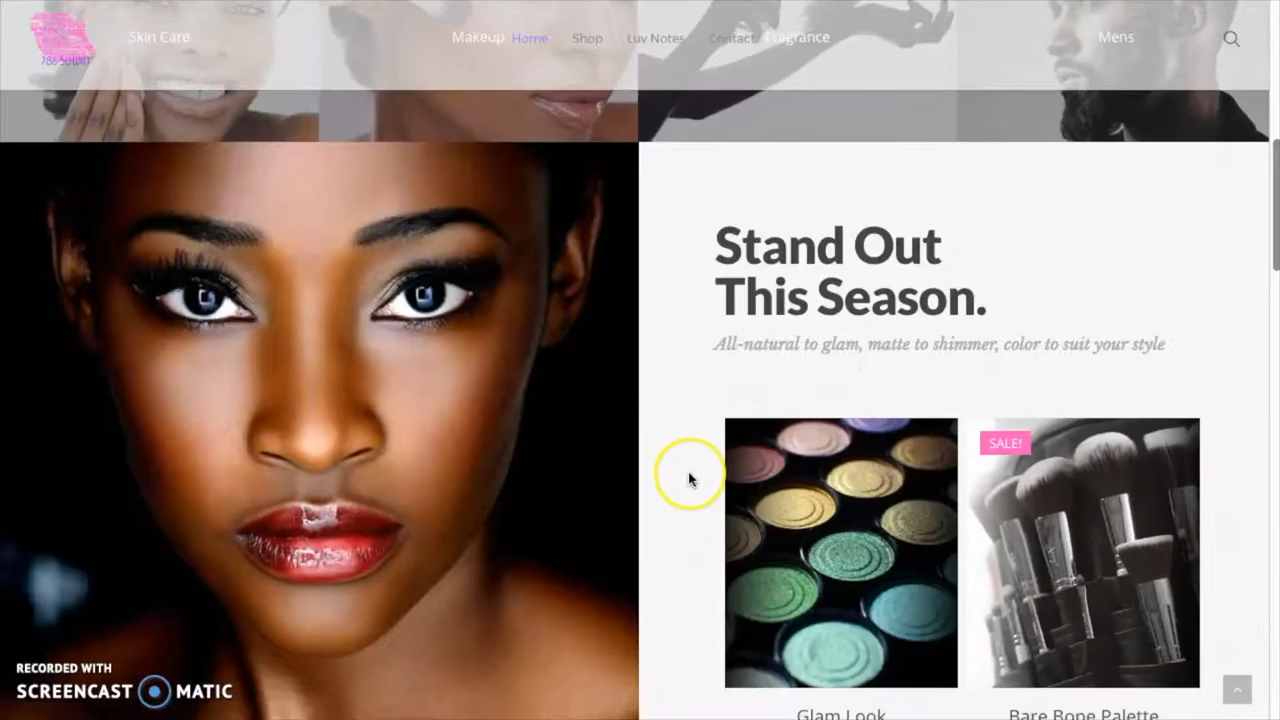 Skin Care
Makeup
Home
Shop
Luv Notes
Contact
Fragrance
Mens
Stand Out
This Season.
All-natural to glam, matte to shimmer, color to suit your style
SALE!
Glam Look
Bare Bone Palette
RECORDED WITH
SCREENCAST MATIC